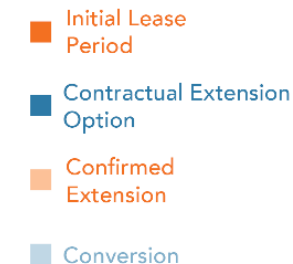 Initial Lease
Period
Contractual Extension
Option
Confirmed
Extension
Conversion